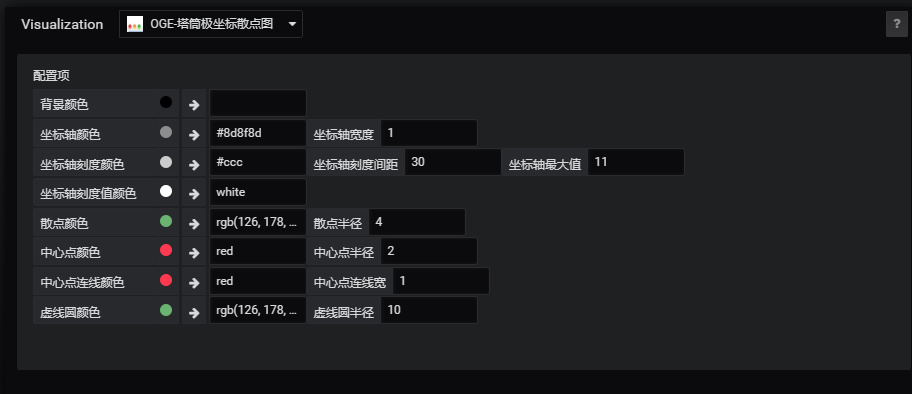 Visualization OGE-塔筒极坐标散点图 ?
配置项
背景颜色
坐标轴颜色 #8d8f8d 坐标轴宽度 1
坐标轴刻度颜色 #ccc 坐标轴刻度间距 30 坐标轴最大值 11
坐标轴刻度值颜色 white
散点颜色 rgb(126, 178, ... 散点半径 4
中心点颜色 red 中心点半径 2
中心点连线颜色 red 中心点连线宽 1
虚线圆颜色 rgb(126, 178, ... 虚线圆半径 10